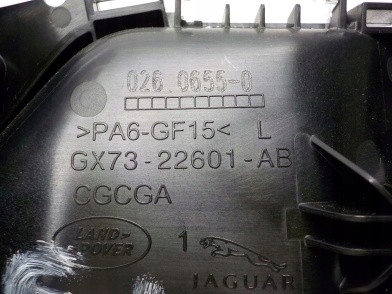 026 0655-0
>PA6-GF15< L
GX73-22601-AB
CGCGA
LAND-
-ROVER
1
JAGUAR